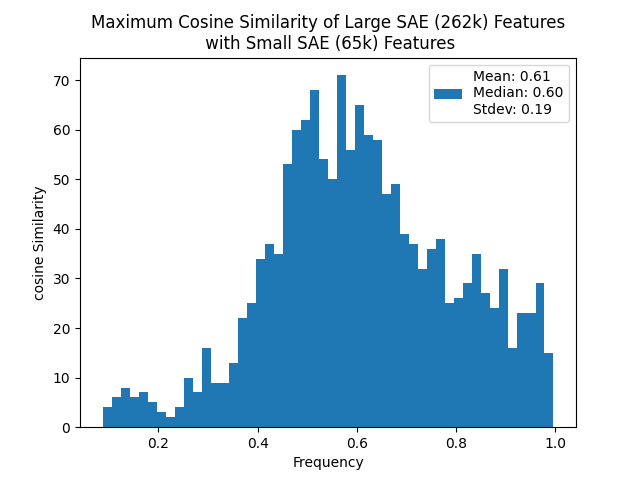 Maximum Cosine Similarity of Large SAE (262k) Features
with Small SAE (65k) Features
Mean: 0.61
Median: 0.60
Stdev: 0.19
cosine Similarity
70
60
50
40
30
20
10
0
0.2 0.4 0.6 0.8 1.0
Frequency